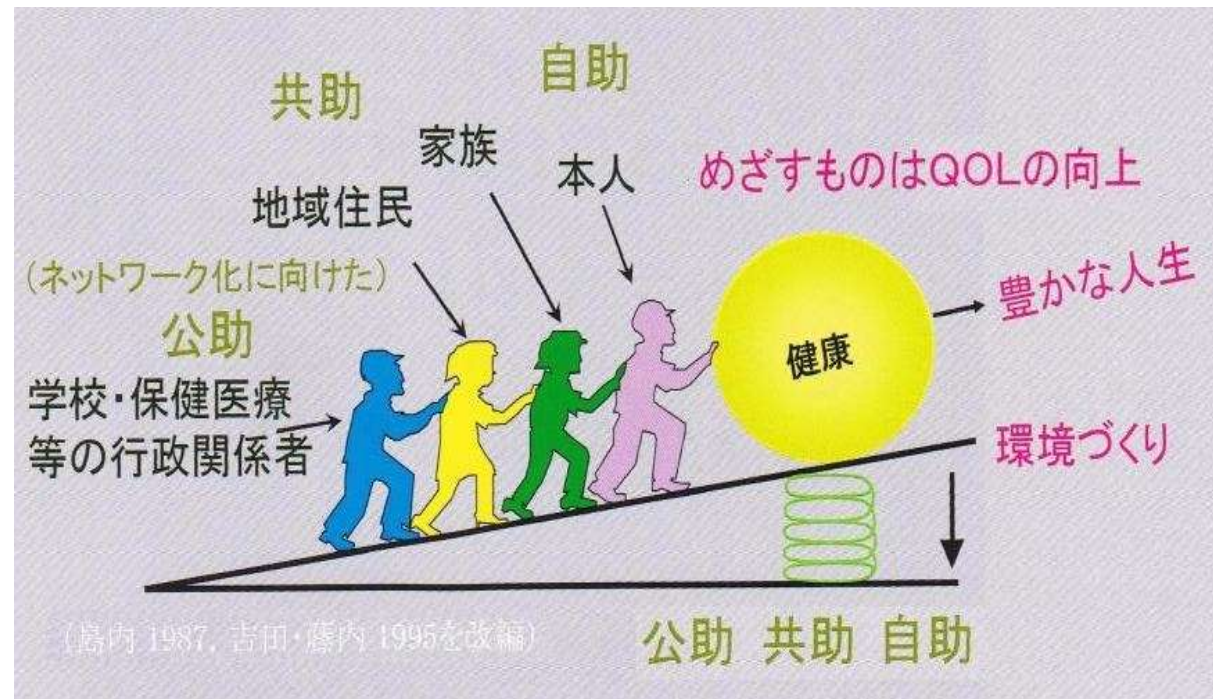 自助
共助
家族
本人
めざすものはQOLの向上
地域住民
(ネットワーク化に向けた)
公助
学校・保健医療
等の行政関係者
健康
豊かな人生
環境づくり
(島内 1987, 吉田・藤内 1995を改編)
公助 共助 自助